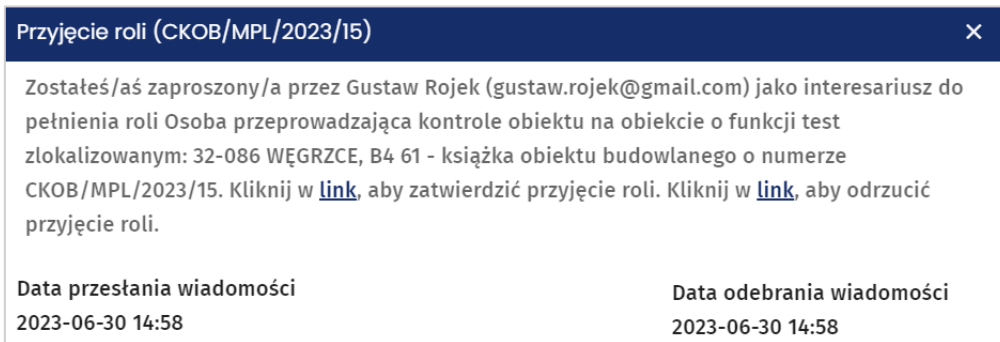 Przyjęcie roli (CKOB/MPL/2023/15)
Zostałeś/aś zaproszony/a przez Gustaw Rojek (gustaw.rojek@gmail.com) jako interesariusz do
pełnienia roli Osoba przeprowadzająca kontrole obiektu na obiekcie o funkcji test
zlokalizowanym: 32-086 WĘGRZCE, B4 61 - książka obiektu budowlanego o numerze
CKOB/MPL/2023/15. Kliknij w link, aby zatwierdzić przyjęcie roli. Kliknij w link, aby odrzucić
przyjęcie roli.
Data przesłania wiadomości
2023-06-30 14:58
Data odebrania wiadomości
2023-06-30 14:58